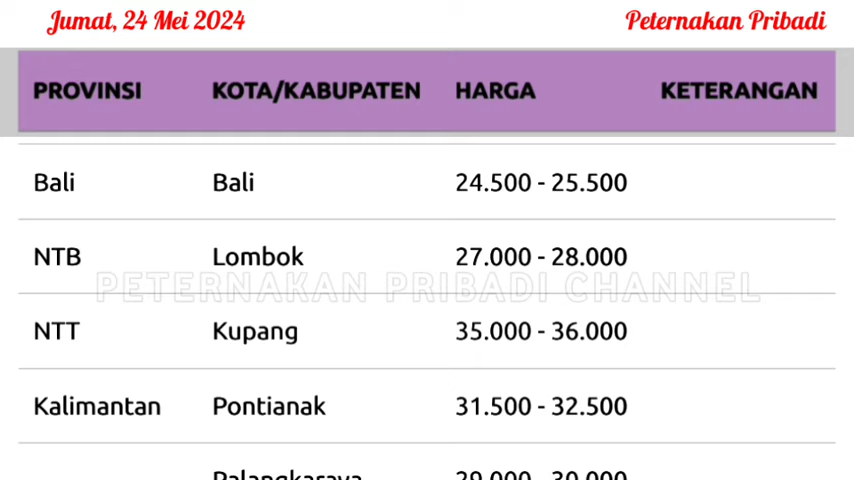 Jumat, 24 Mei 2024 Peternakan Pribadi
PROVINSI KOTA/KABUPATEN HARGA KETERANGAN
Bali Bali 24.500 - 25.500
NTB Lombok 27.000 - 28.000
PETERNAKAN PRIBADI CHANNEL
NTT Kupang 35.000 - 36.000
Kalimantan Pontianak 31.500 - 32.500
Palangkaraya 29.000 - 30.000